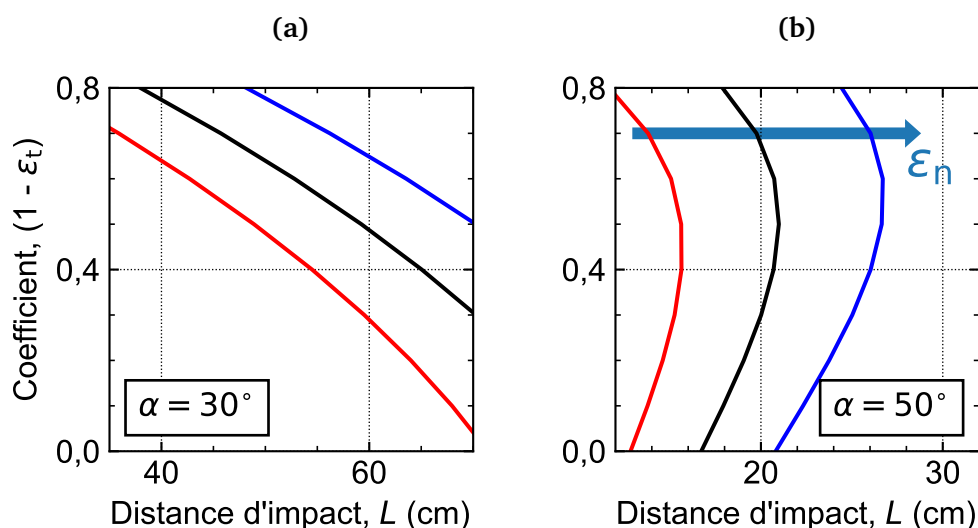 (a)
(b)
Coefficient, (1 - εt)
0,8
0,4
0,0
α = 30°
40
60
Distance d'impact, L (cm)
0,8
0,4
0,0
εn
α = 50°
20
30
Distance d'impact, L (cm)